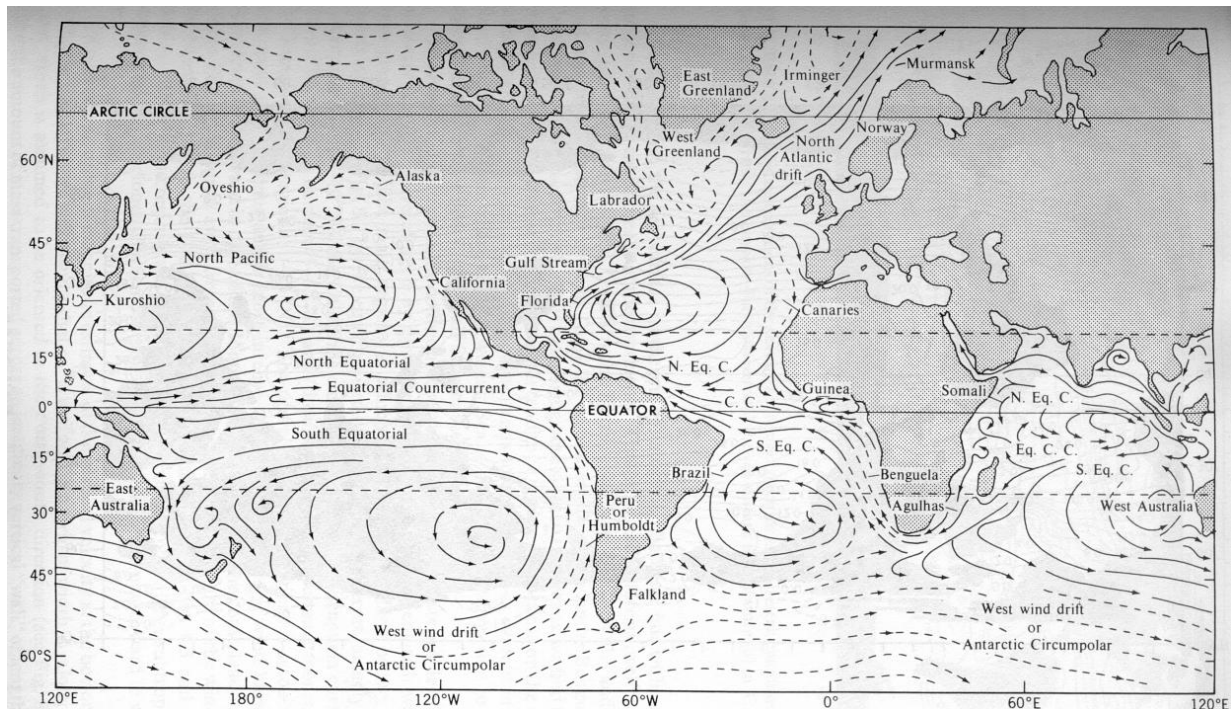 East
Greenland
Irminger
Murmansk
ARCTIC CIRCLE
West
Greenland
Norway
North
Atlantic
drift
60°N
Oyeshio
Alaska
Labrador
45°
North Pacific
Gulf Stream
California
Kuroshio
Florida
Canaries
15°
North Equatorial
N. Eq. C.
Equatorial Countercurrent
Guinea
Somali
N. Eq. C.
0°
EQUATOR
C. C.
South Equatorial
S. Eq. C.
Eq. C. C.
15°
Brazil
Benguela
S. Eq. C.
East
Australia
Peru
or
Humboldt
Agulhas
West Australia
30°
45°
Falkland
West wind drift
or
Antarctic Circumpolar
West wind drift
or
Antarctic Circumpolar
60°S
120°E
180°
120°W
60°W
0°
60°E
120°E